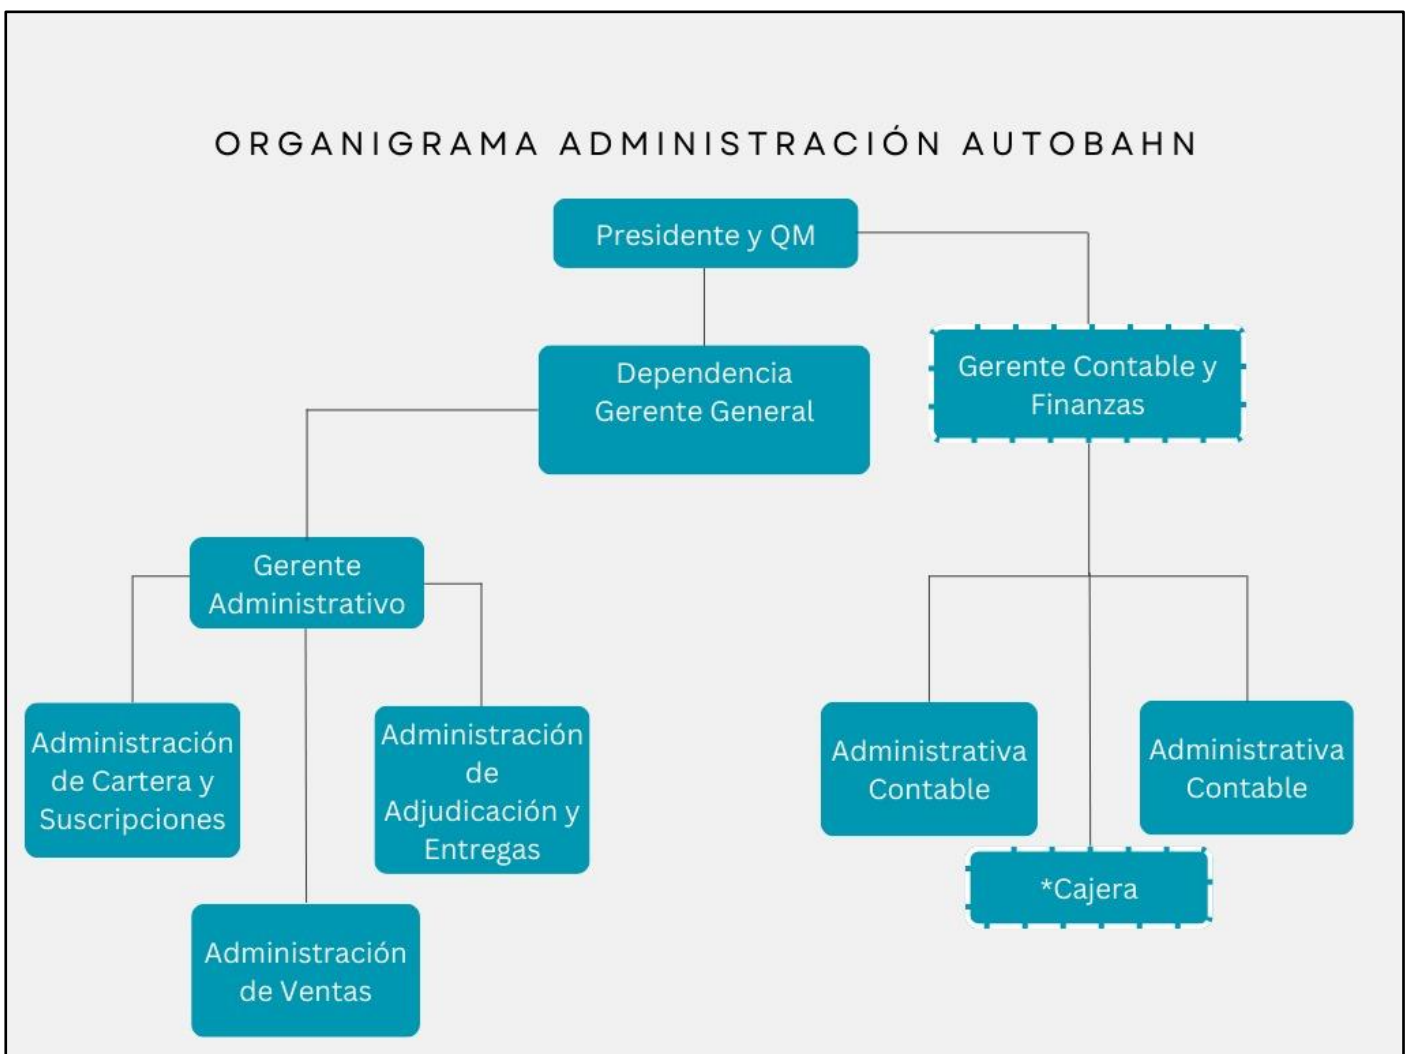 ORGANIGRAMA ADMINISTRACIÓN AUTOBAHN
Presidente y QM
Dependencia
Gerente General
Gerente Contable y
Finanzas
Gerente
Administrativo
Administración
de Cartera y
Suscripciones
Administración
de
Adjudicación y
Entregas
Administrativa
Contable
Administrativa
Contable
*Cajera
Administración
de Ventas